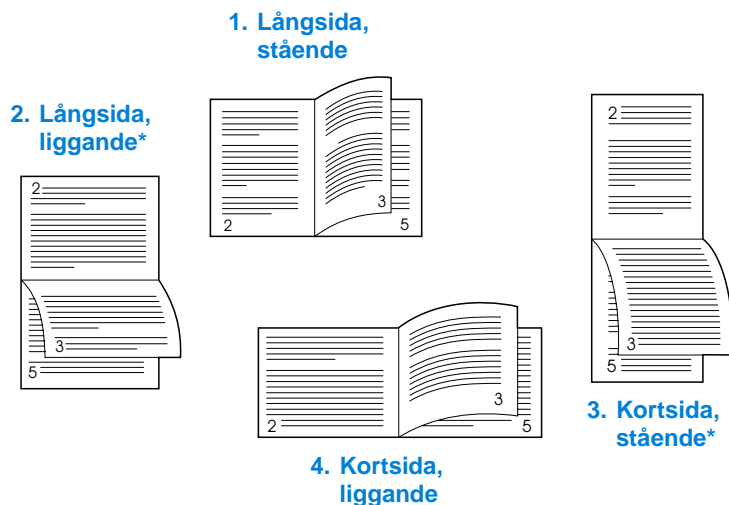 1. Långsida,
stående
2
3
5
2. Långsida,
liggande*
2
3
5
3. Kortsida,
stående*
2
3
5
4. Kortsida,
liggande
2
3
5